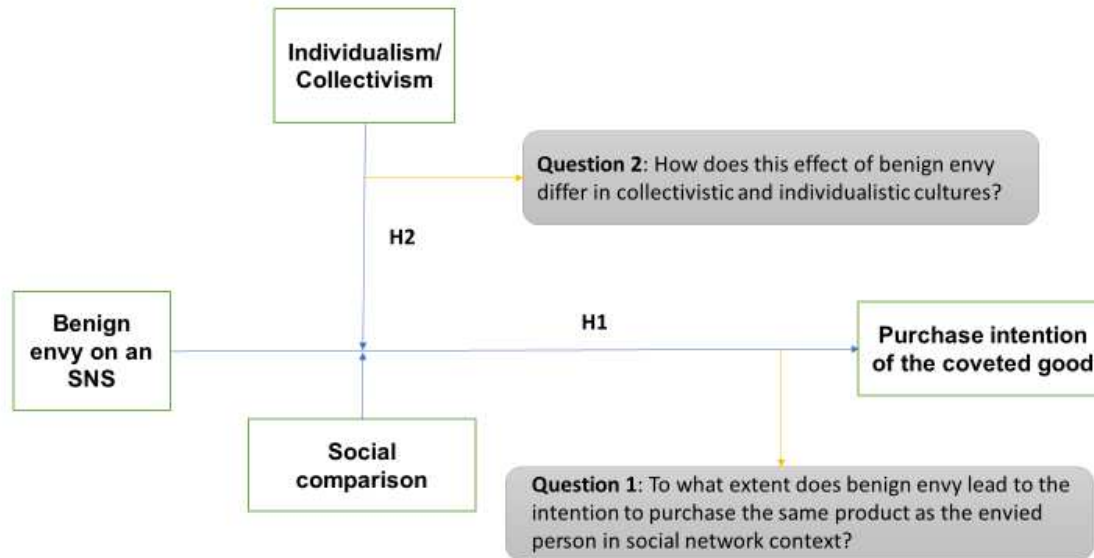 Individualism/
Collectivism
Question 2: How does this effect of benign envy
differ in collectivistic and individualistic cultures?
H2
Benign
envy on an
SNS
H1
Purchase intention
of the coveted good
Social
comparison
Question 1: To what extent does benign envy lead to the
intention to purchase the same product as the envied
person in social network context?